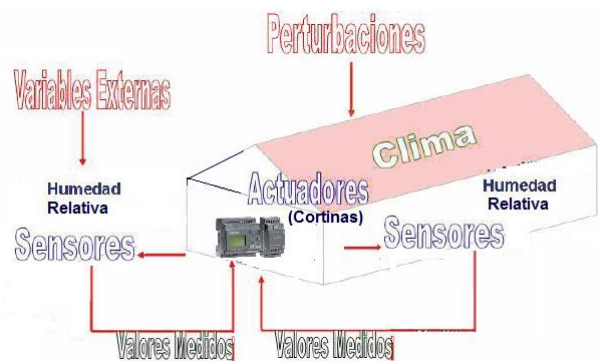 Perturbaciones
Variables Externas
Clima
Humedad
Relativa
Actuadores
(Cortinas)
Humedad
Relativa
Sensores
Sensores
Valores Medidos
Valores Medidos